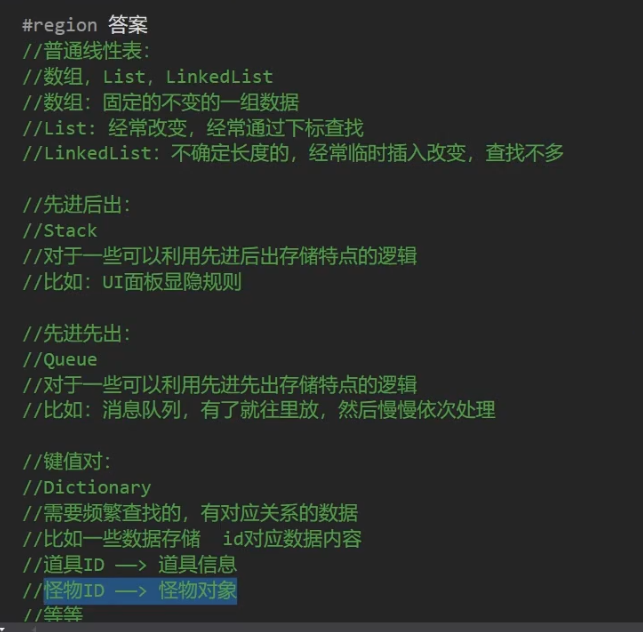 #region 答案
//普通线性表：
//数组，List，LinkedList
//数组：固定的不变的一组数据
//List：经常改变，经常通过下标查找
//LinkedList：不确定长度的，经常临时插入改变，查找不多
//先进后出：
//Stack
//对于一些可以利用先进后出存储特点的逻辑
//比如：UI面板显隐规则
//先进先出：
//Queue
//对于一些可以利用先进先出存储特点的逻辑
//比如：消息队列，有了就往里放，然后慢慢依次处理
//键值对：
//Dictionary
//需要频繁查找的，有对应关系的数据
//比如一些数据存储  id对应数据内容
//道具ID ——> 道具信息
//怪物ID ——> 怪物对象
//等等